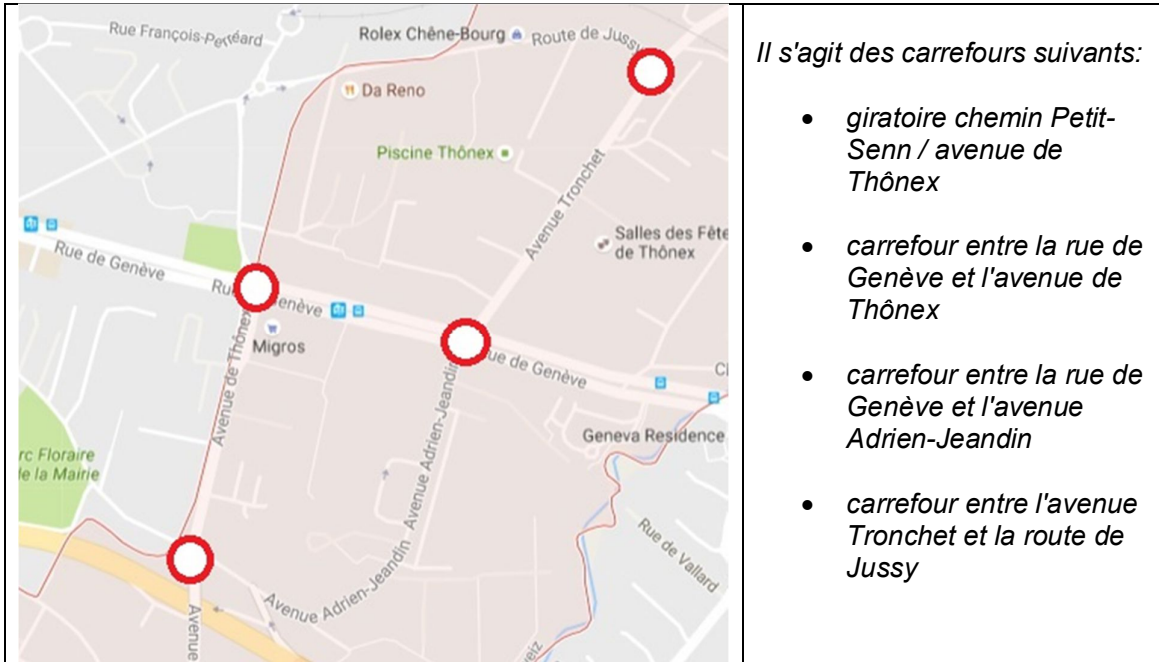 Rue François-Perréard
Rolex Chêne-Bourg
Route de Jussy
Da Reno
Piscine Thônex
Avenue Tronchet
Salles des Fête
de Thônex
Rue de Genève
enève
Migros
Rue de Genève
Avenue de Thônex
Avenue Adrien-Jeandin
Geneva Residence
rc Floraire
de la Mairie
Rue de Vallard
Avenue Adrien-Jeandin
Avenue
Il s'agit des carrefours suivants:
• giratoire chemin Petit-
Senn / avenue de
Thônex
• carrefour entre la rue de
Genève et l'avenue de
Thônex
• carrefour entre la rue de
Genève et l'avenue
Adrien-Jeandin
• carrefour entre l'avenue
Tronchet et la route de
Jussy